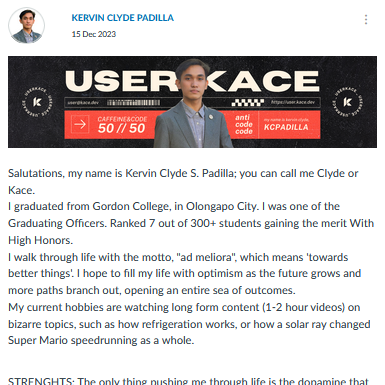 KERVIN CLYDE PADILLA
15 Dec 2023
USER KACE
user@kace.dev
https://user.kace.dev
CAFFEINE&CODE
50 // 50
anti
code
code
my name is kervin clyde,
KCPADILLA
K
K
Salutations, my name is Kervin Clyde S. Padilla; you can call me Clyde or
Kace.
I graduated from Gordon College, in Olongapo City. I was one of the
Graduating Officers. Ranked 7 out of 300+ students gaining the merit With
High Honors.
I walk through life with the motto, "ad meliora", which means 'towards
better things'. I hope to fill my life with optimism as the future grows and
more paths branch out, opening an entire sea of outcomes.
My current hobbies are watching long form content (1-2 hour videos) on
bizarre topics, such as how refrigeration works, or how a solar ray changed
Super Mario speedrunning as a whole.
STRENGHTS: The only thing pushing me through life is the dopamine that